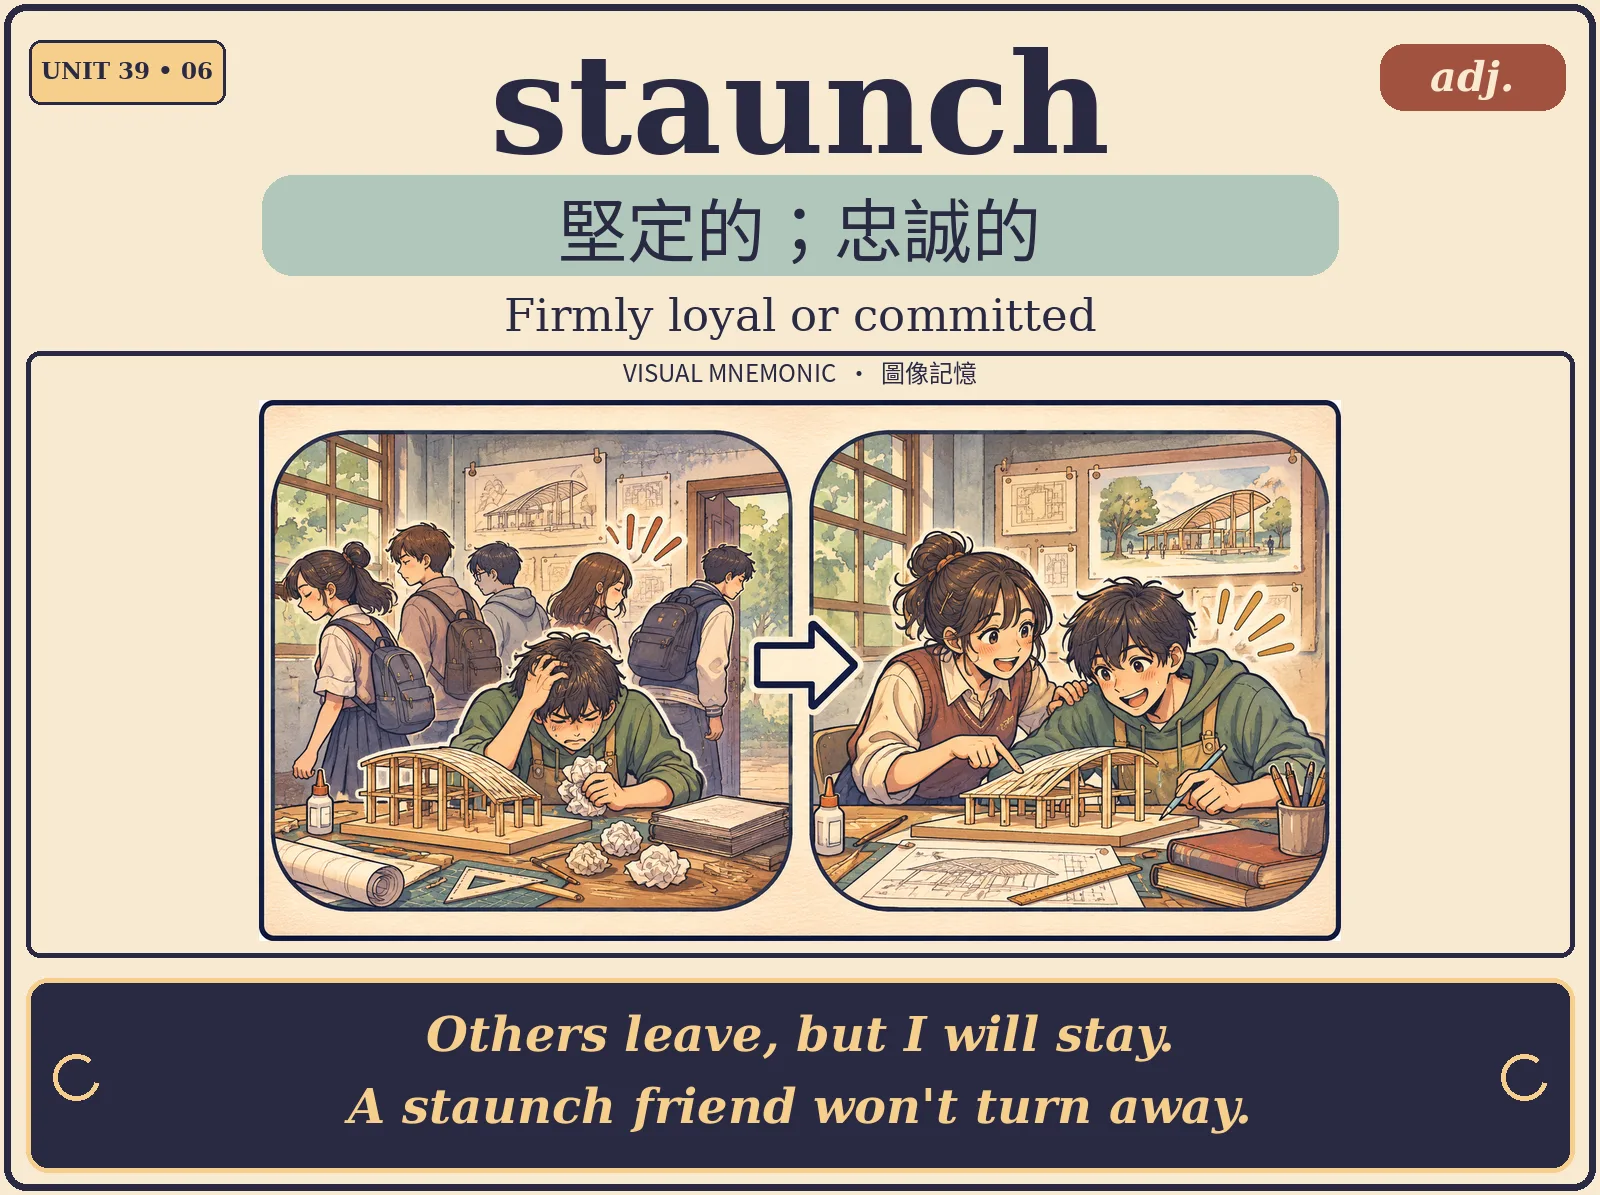 UNIT 39 • 06
staunch
adj.
堅定的；忠誠的
Firmly loyal or committed
VISUAL MNEMONIC • 圖像記憶
Others leave, but I will stay.
A staunch friend won't turn away.